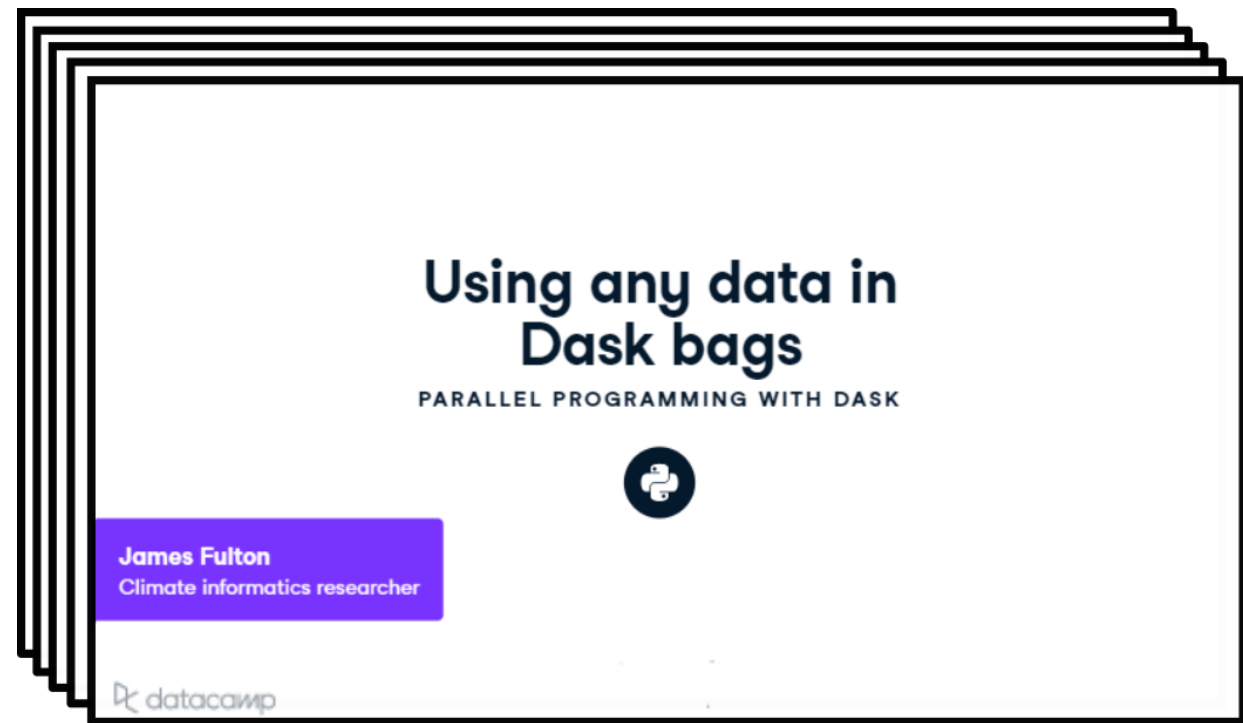 Using any data in
Dask bags
PARALLEL PROGRAMMING WITH DASK
James Fulton
Climate informatics researcher
datacamp